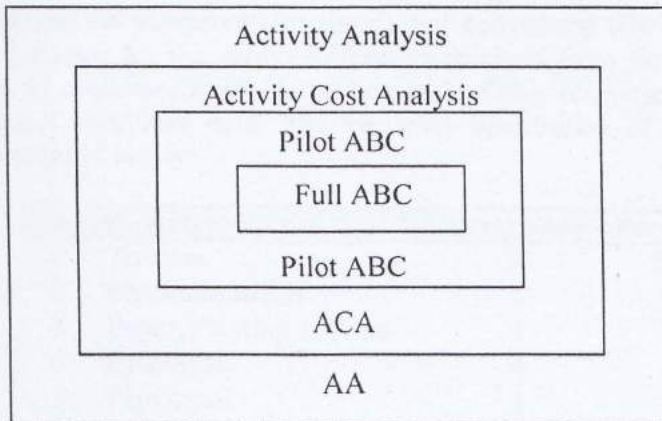 Activity Analysis
Activity Cost Analysis
Pilot ABC
Full ABC
Pilot ABC
ACA
AA